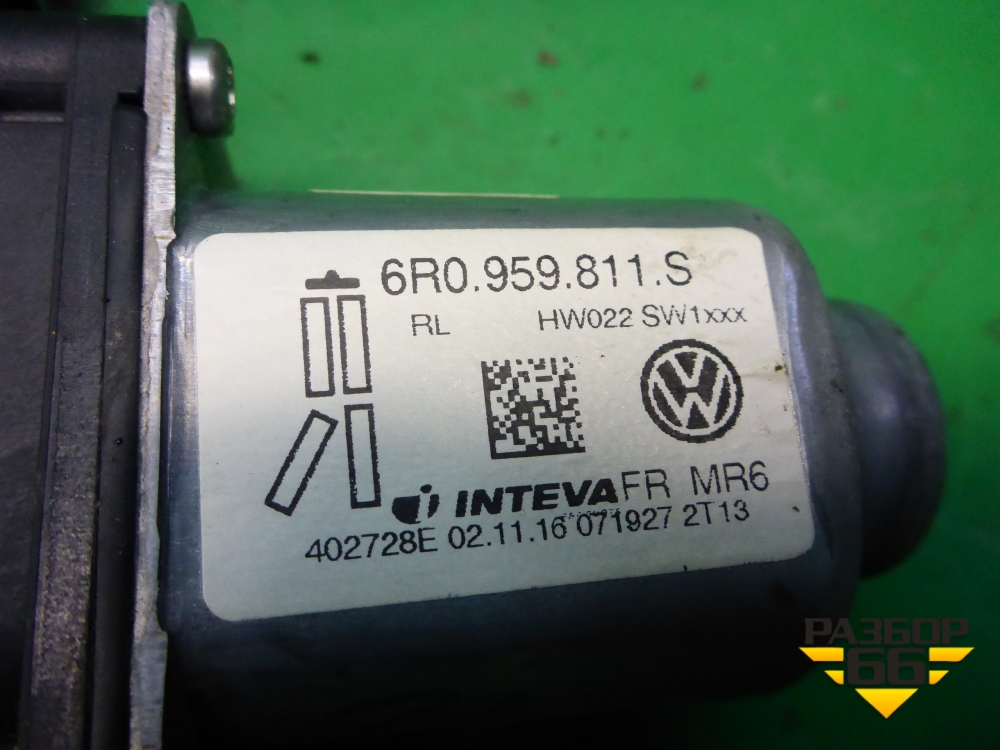 6R0.959.811.S
RL HW022 SW1xxx
INTEVA FR MR6
402728E 02.11.16 071927 2T13
РАЗБОР
66